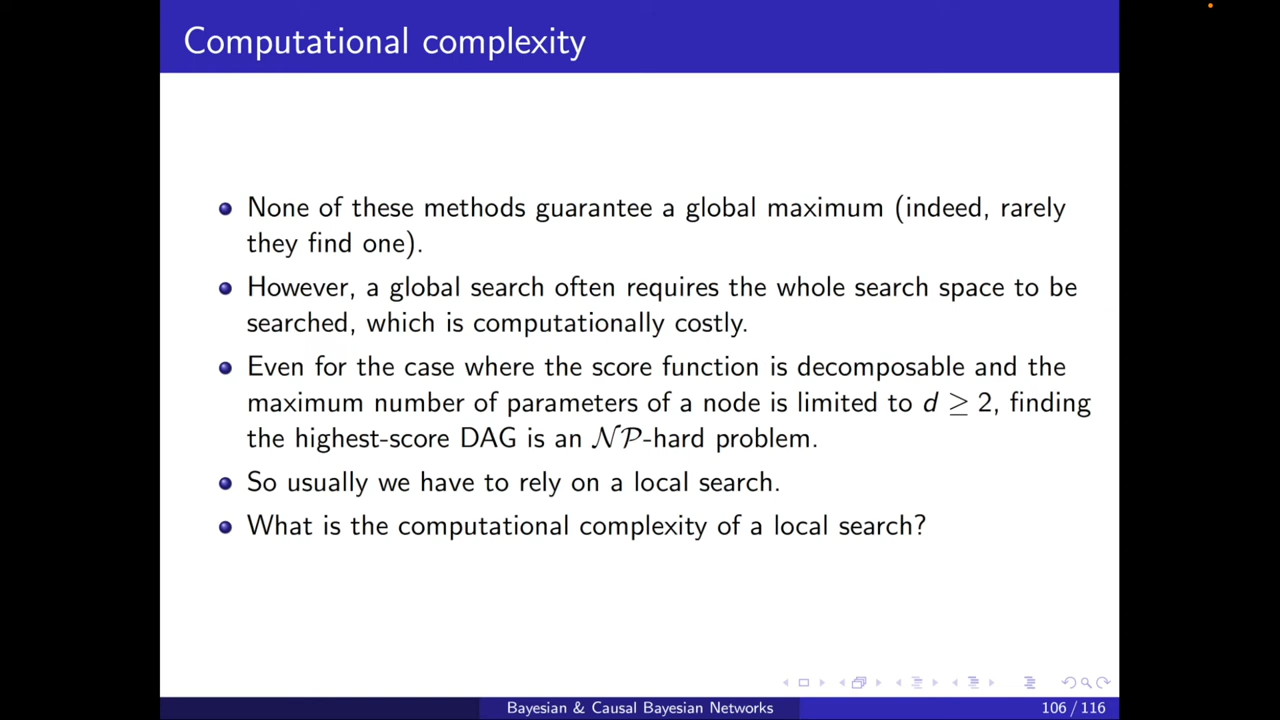 Computational complexity
None of these methods guarantee a global maximum (indeed, rarely
they find one).
However, a global search often requires the whole search space to be
searched, which is computationally costly.
Even for the case where the score function is decomposable and the
maximum number of parameters of a node is limited to d ≥ 2, finding
the highest-score DAG is an 𝒩𝒫-hard problem.
So usually we have to rely on a local search.
What is the computational complexity of a local search?
Bayesian & Causal Bayesian Networks
106 / 116